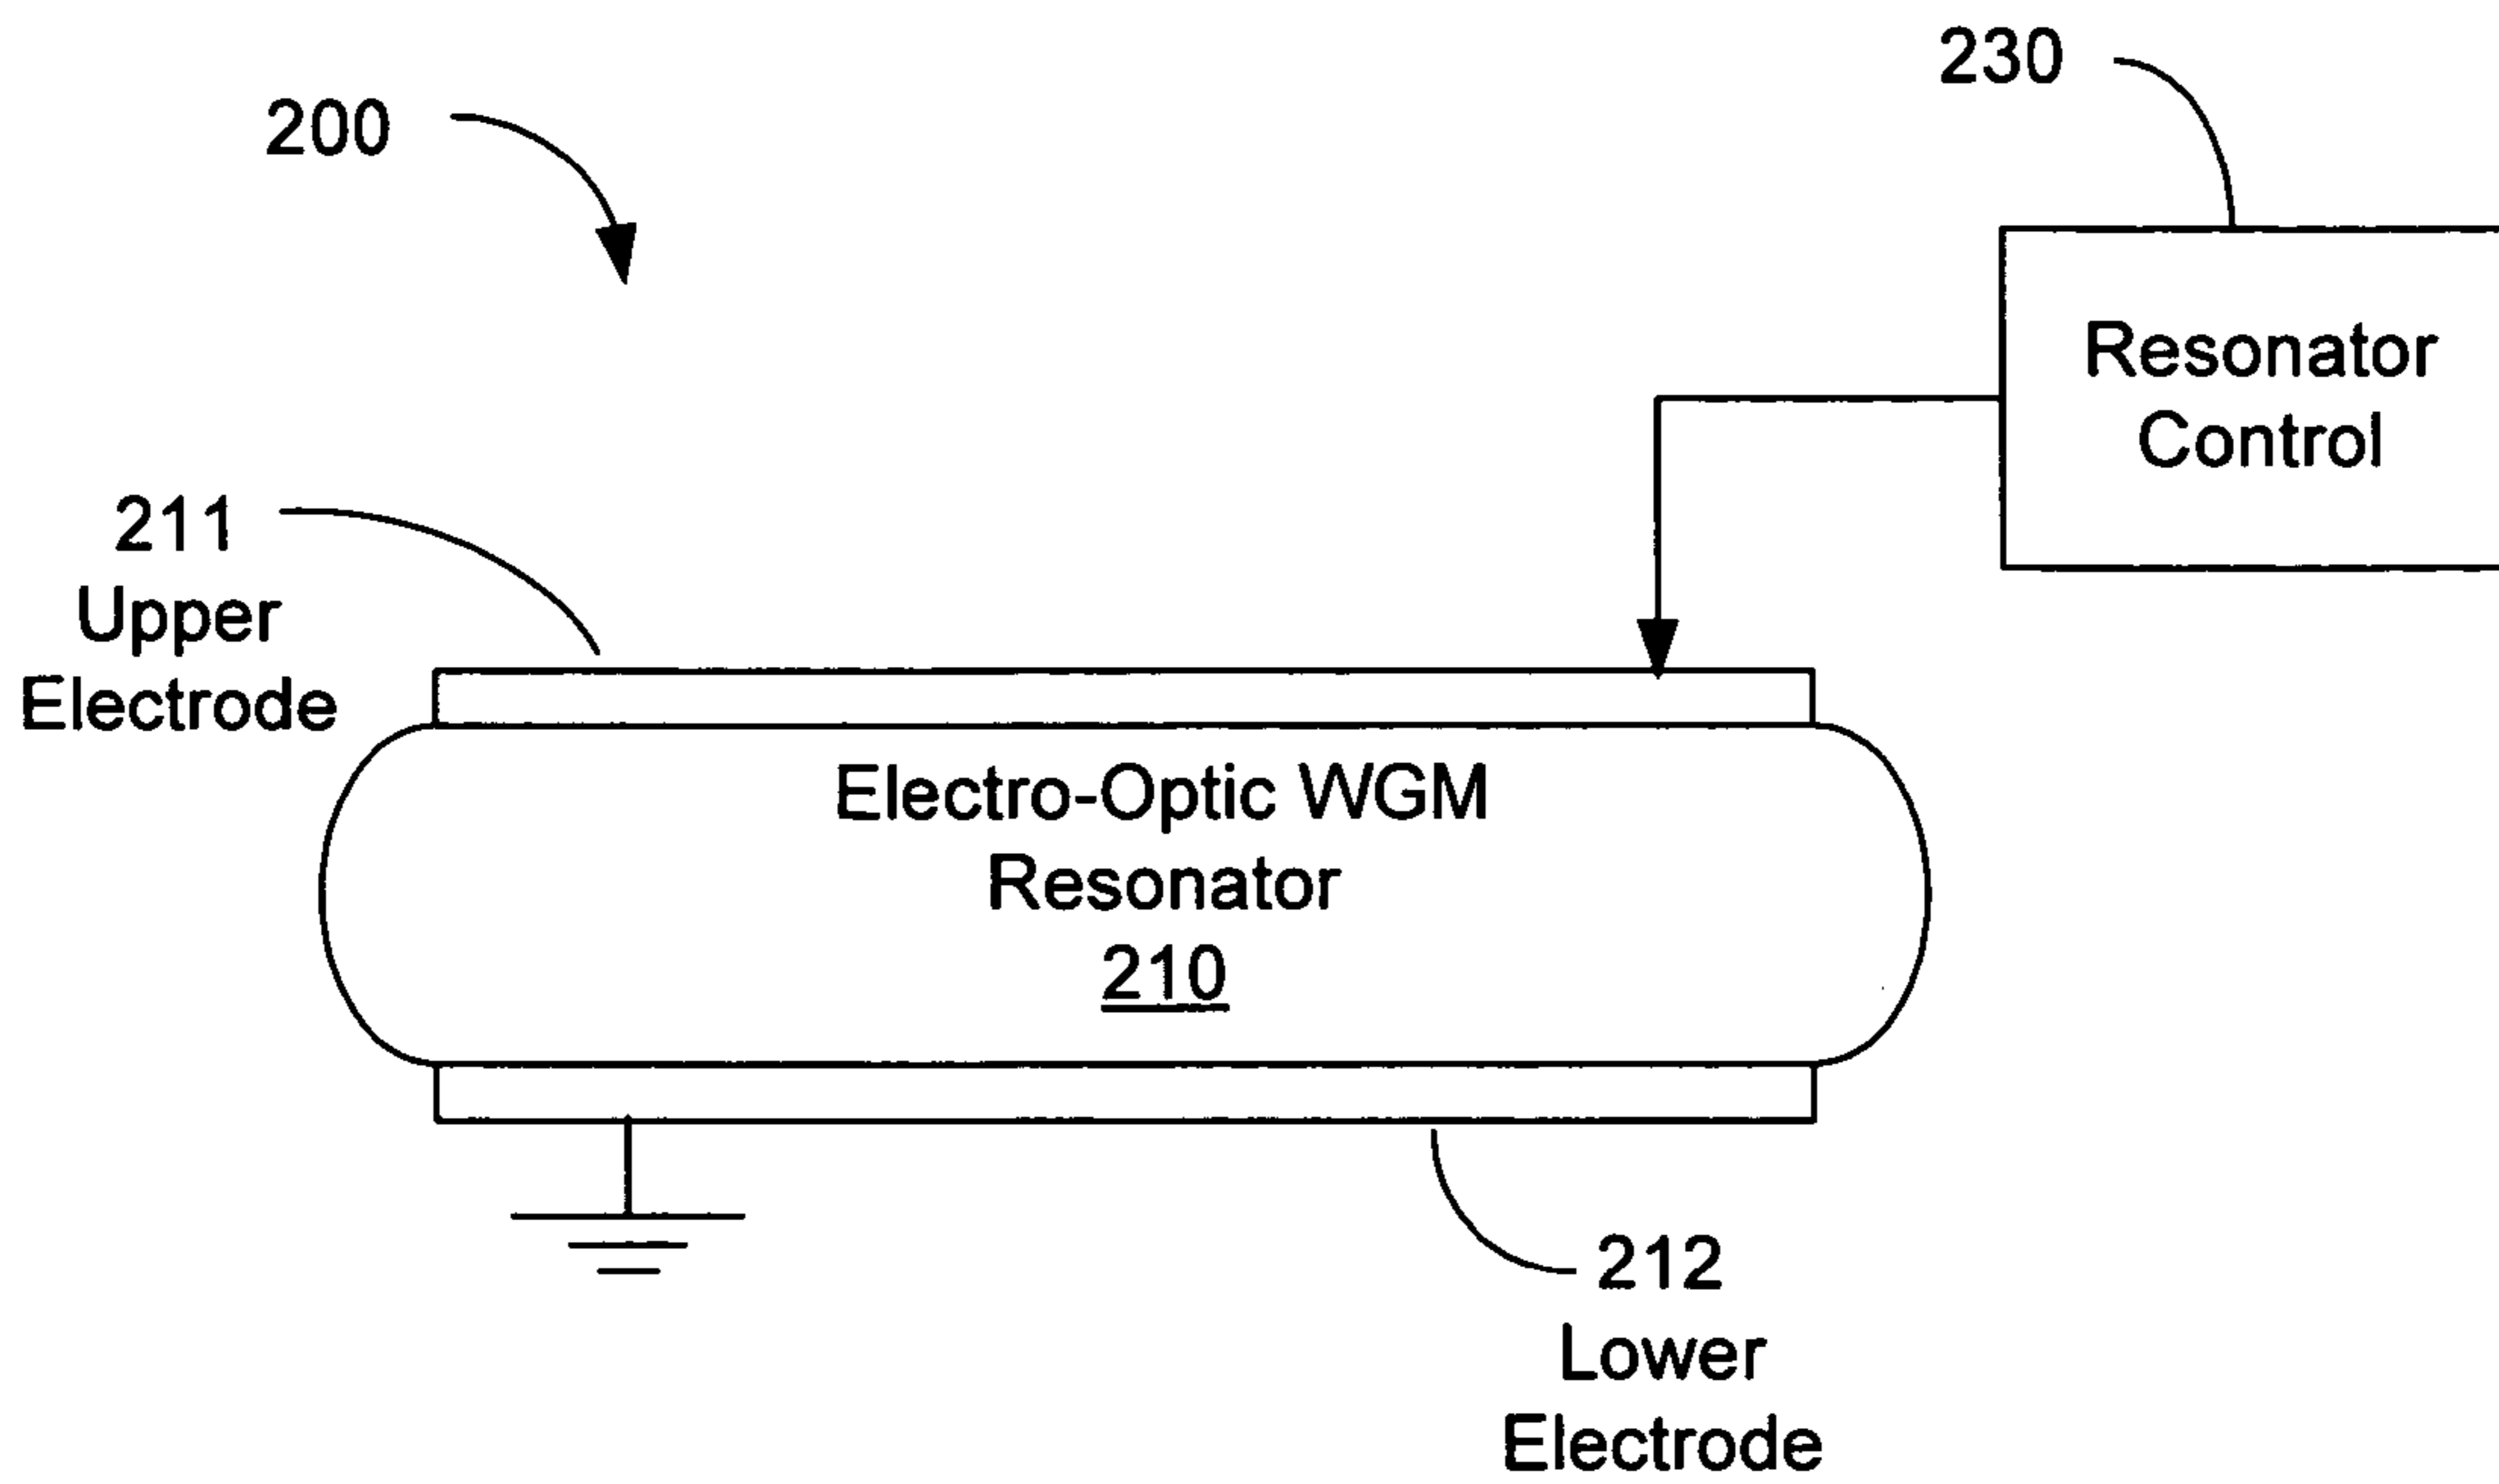 230
200
Resonator
Control
211
Upper
Electrode
Electro-Optic WGM
Resonator
210
212
Lower
Electrode